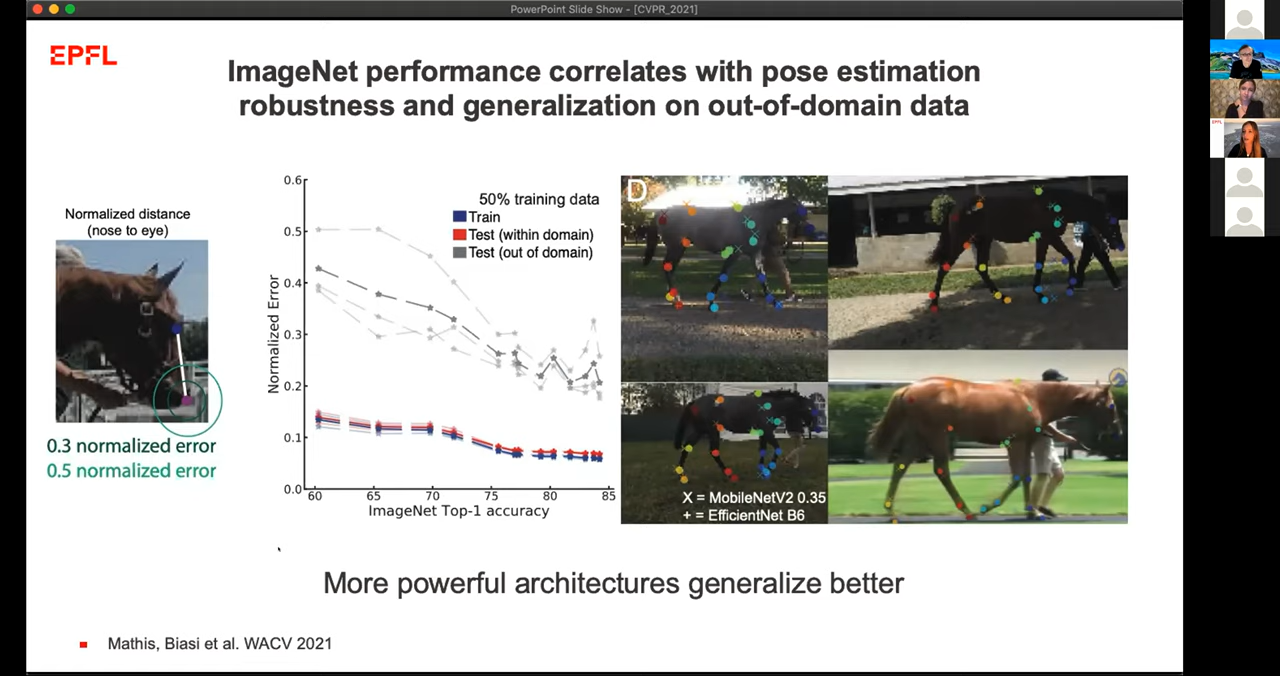 PowerPoint Slide Show - [CVPR_2021]
EPFL
ImageNet performance correlates with pose estimation
robustness and generalization on out-of-domain data
Normalized distance
(nose to eye)
0.3 normalized error
0.5 normalized error
0.6
0.5
0.4
0.3
0.2
0.1
0.0
Normalized Error
50% training data
Train
Test (within domain)
Test (out of domain)
60 65 70 75 80 85
ImageNet Top-1 accuracy
D
X = MobileNetV2 0.35
+ = EfficientNet B6
More powerful architectures generalize better
Mathis, Biasi et al. WACV 2021
EPFL